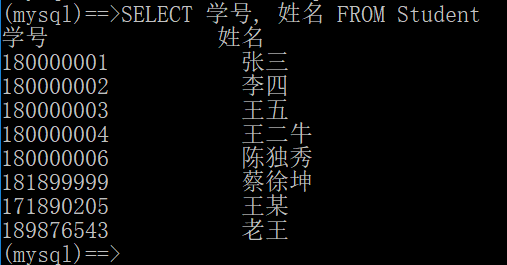 (mysql)==>SELECT 学号, 姓名 FROM Student
学号 姓名
180000001 张三
180000002 李四
180000003 王五
180000004 王二牛
180000006 陈独秀
181899999 蔡徐坤
171890205 王某
189876543 老王
(mysql)==>